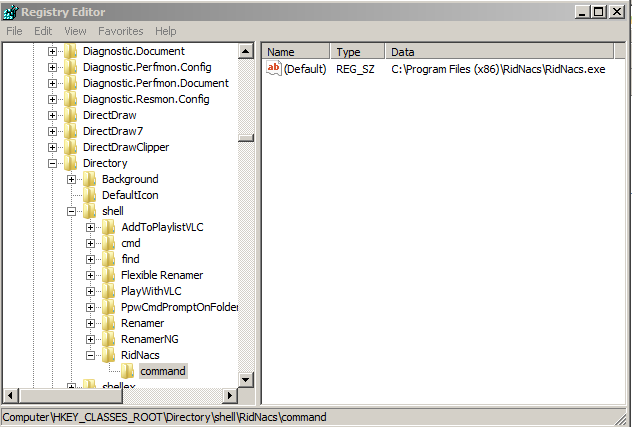 Registry Editor
File Edit View Favorites Help
Diagnostic.Document
Diagnostic.Perfmon.Config
Diagnostic.Perfmon.Document
Diagnostic.Resmon.Config
DirectDraw
DirectDraw7
DirectDrawClipper
Directory
Background
DefaultIcon
shell
AddToPlaylistVLC
cmd
find
Flexible Renamer
PlayWithVLC
PpwCmdPromptOnFolder
Renamer
RenamerNG
RidNacs
command
shellex
Name Type Data
ab (Default) REG_SZ C:\Program Files (x86)\RidNacs\RidNacs.exe
Computer\HKEY_CLASSES_ROOT\Directory\shell\RidNacs\command